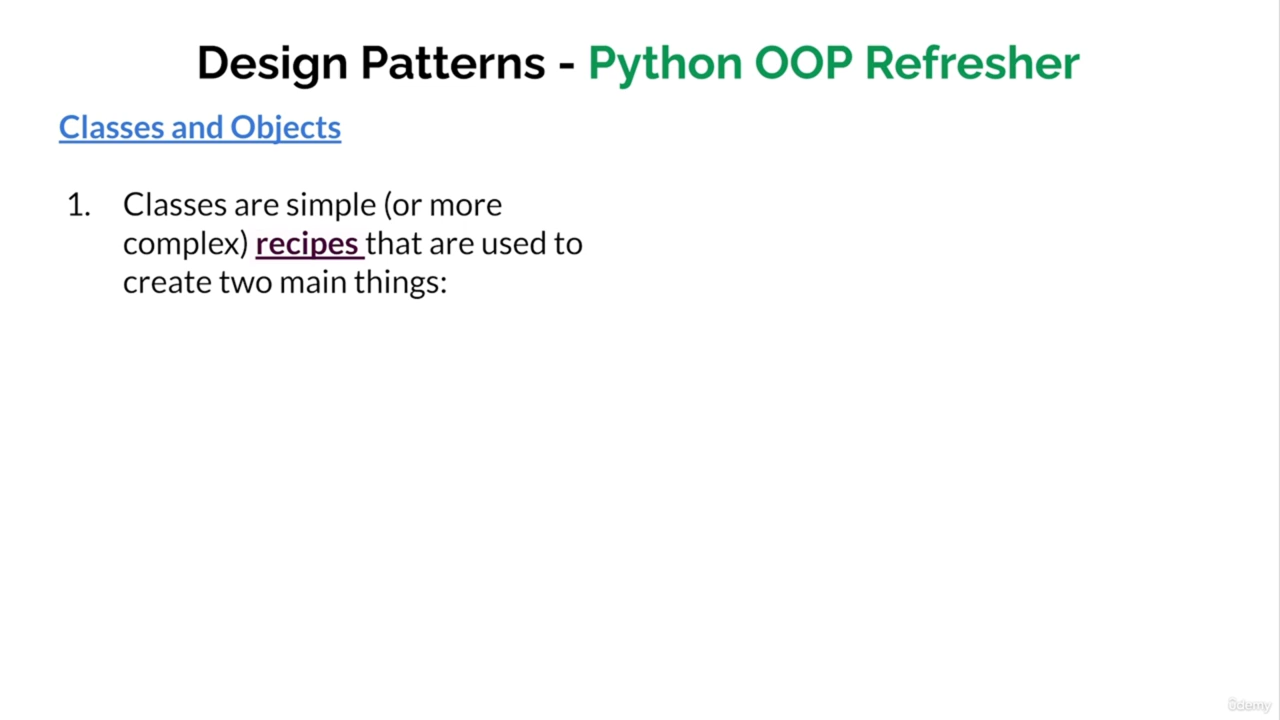 Design Patterns - Python OOP Refresher
Classes and Objects
1. Classes are simple (or more
complex) recipes that are used to
create two main things:
ûdemy